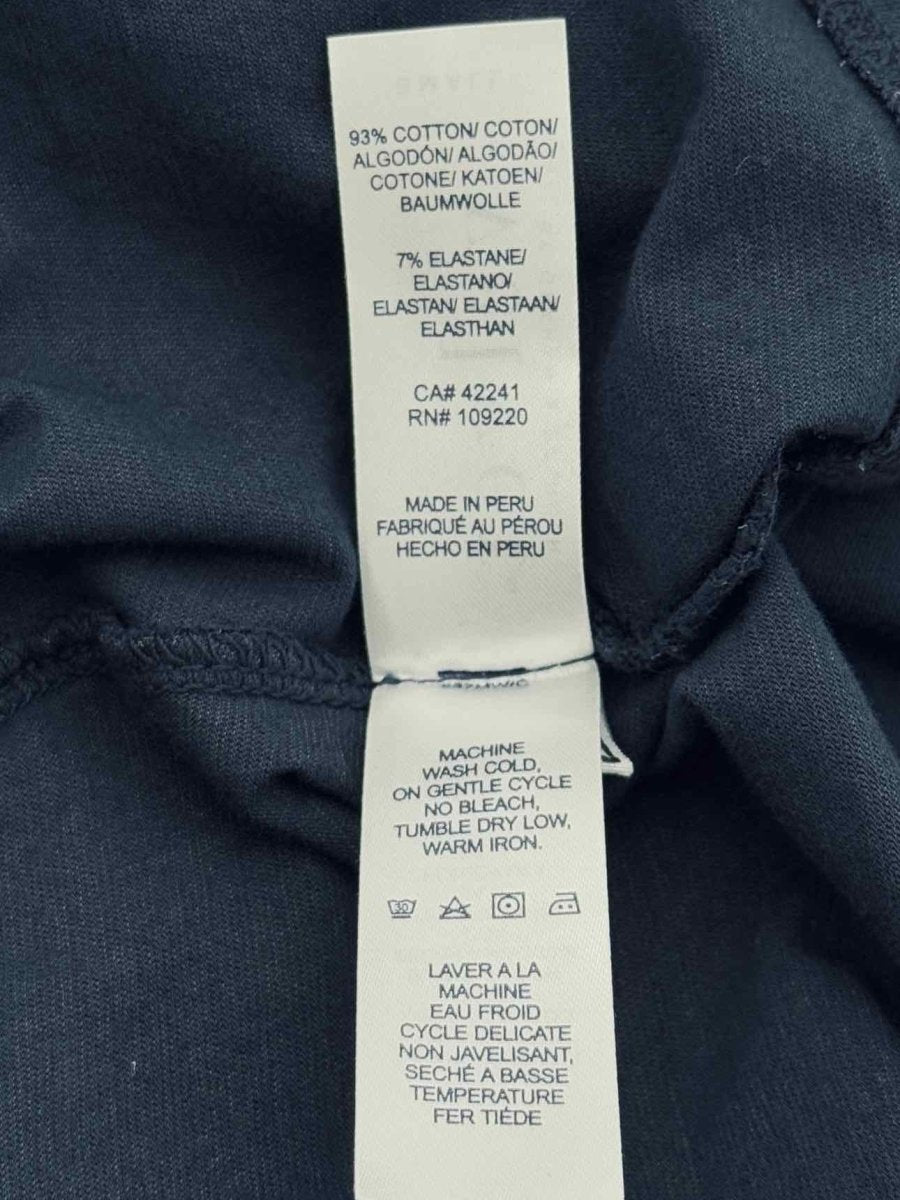 93% COTTON/ COTON/
ALGODÓN/ ALGODÃO/
COTONE/ KATOEN/
BAUMWOLLE
7% ELASTANE/
ELASTANO/
ELASTAN/ ELASTAAN/
ELASTHAN
CA# 42241
RN# 109220
MADE IN PERU
FABRIQUÉ AU PÉROU
HECHO EN PERU
MACHINE
WASH COLD,
ON GENTLE CYCLE
NO BLEACH,
TUMBLE DRY LOW,
WARM IRON.
30
LAVER A LA
MACHINE
EAU FROID
CYCLE DELICATE
NON JAVELISANT,
SECHÉ A BASSE
TEMPERATURE
FER TIÉDE